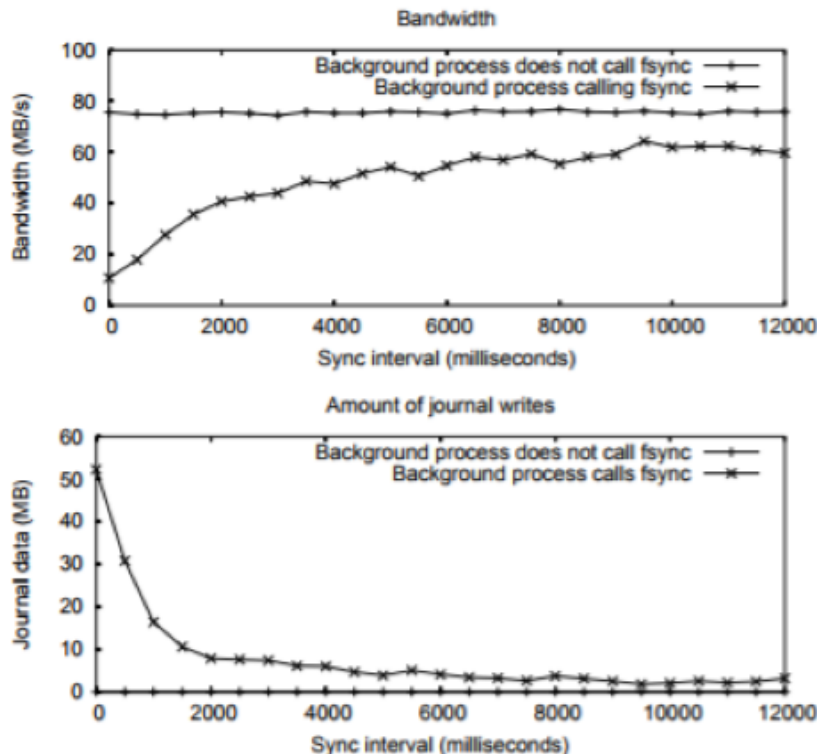 Bandwidth
100
80
60
40
20
0
Bandwidth (MB/s)
Background process does not call fsync
Background process calling fsync
0 2000 4000 6000 8000 10000 12000
Sync interval (milliseconds)
Amount of journal writes
60
50
40
30
20
10
0
Journal data (MB)
Background process does not call fsync
Background process calls fsync
0 2000 4000 6000 8000 10000 12000
Sync interval (milliseconds)